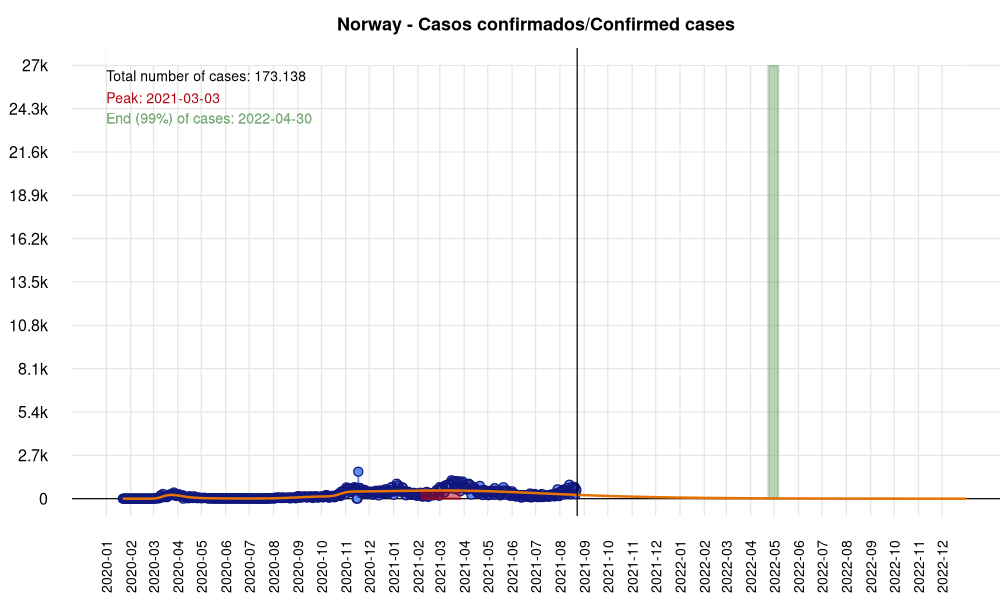 Norway - Casos confirmados/Confirmed cases
Total number of cases: 173.138
Peak: 2021-03-03
End (99%) of cases: 2022-04-30
27k
24.3k
21.6k
18.9k
16.2k
13.5k
10.8k
8.1k
5.4k
2.7k
0
2020-01
2020-02
2020-03
2020-04
2020-05
2020-06
2020-07
2020-08
2020-09
2020-10
2020-11
2020-12
2021-01
2021-02
2021-03
2021-04
2021-05
2021-06
2021-07
2021-08
2021-09
2021-10
2021-11
2021-12
2022-01
2022-02
2022-03
2022-04
2022-05
2022-06
2022-07
2022-08
2022-09
2022-10
2022-11
2022-12